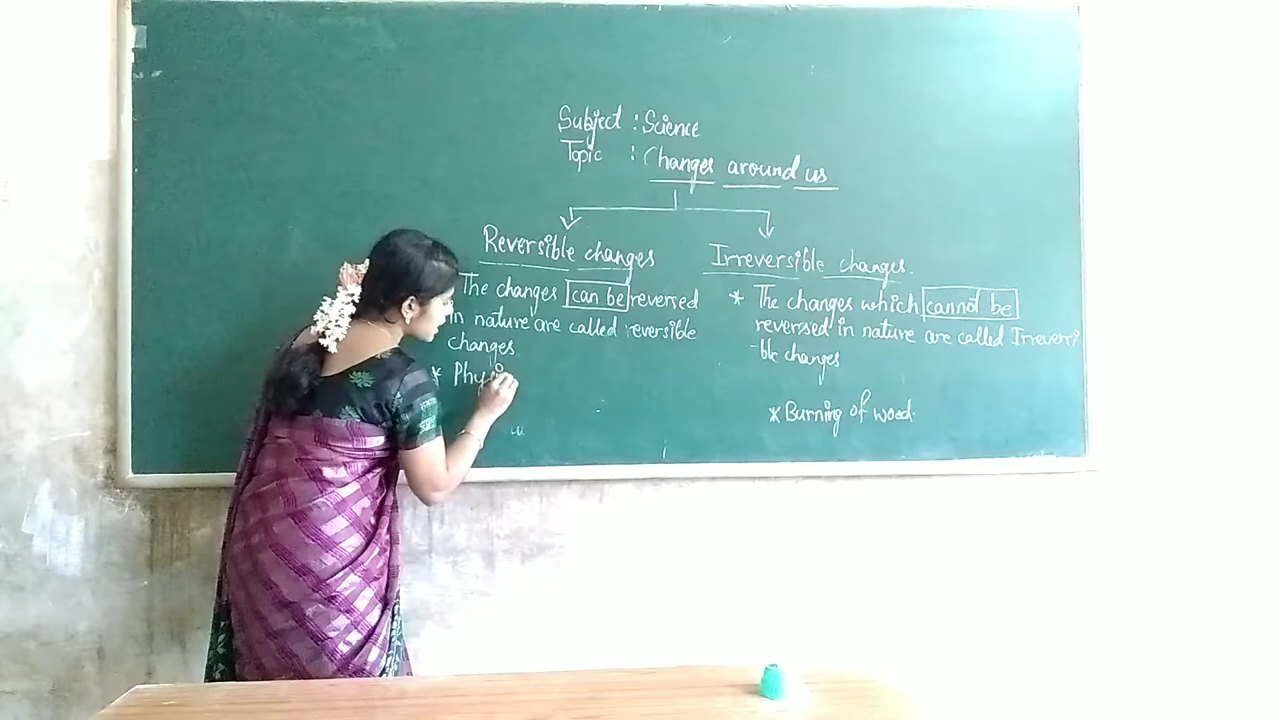 Subject : Science
Topic : Changes around us
Reversible changes
The changes can be reversed
in nature are called reversible
changes
* Physi
Irreversible changes.
* The changes which cannot be
reversed in nature are called Irreversi
-ble changes
* Burning of wood.